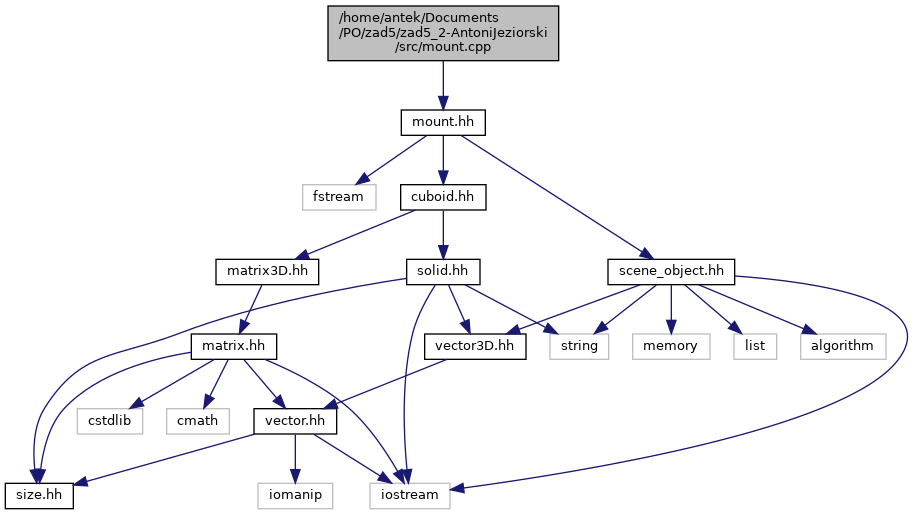 /home/antek/Documents
/PO/zad5/zad5_2-AntoniJeziorski
/src/mount.cpp
mount.hh
fstream
cuboid.hh
matrix3D.hh
solid.hh
scene_object.hh
matrix.hh
vector3D.hh
string
memory
list
algorithm
cstdlib
cmath
vector.hh
size.hh
iomanip
iostream